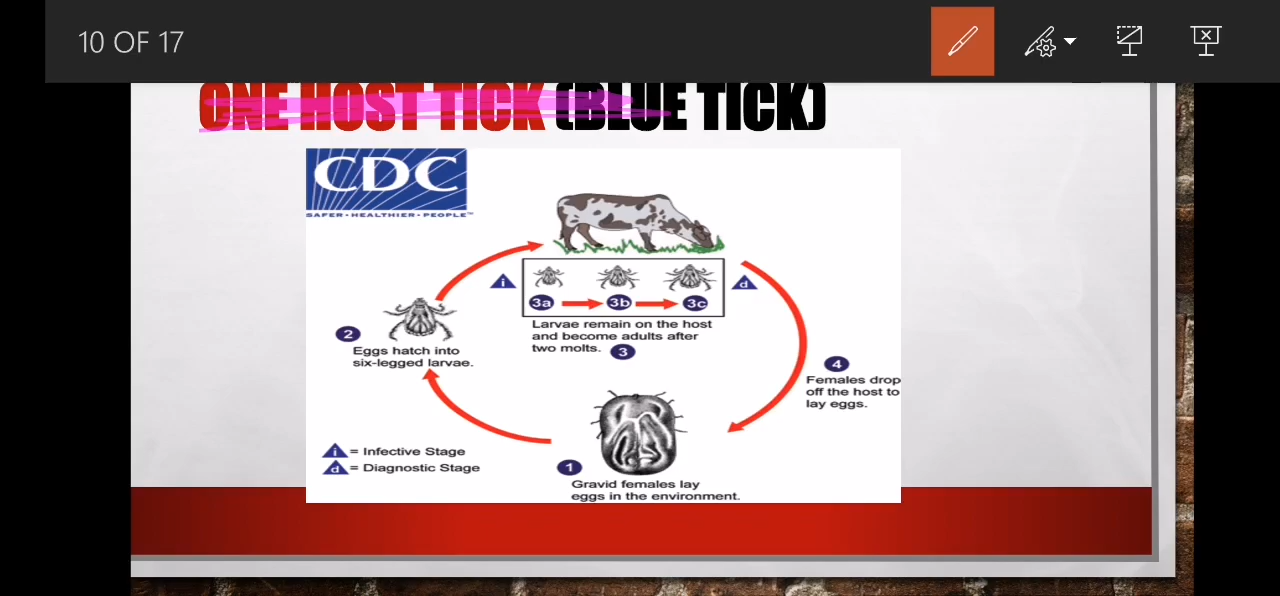 10 OF 17
ONE HOST TICK (BLUE TICK)
CDC
SAFER • HEALTHIER • PEOPLE™
i
3a
3b
3c
d
Larvae remain on the host
and become adults after
two molts. 3
2
Eggs hatch into
six-legged larvae.
4
Females drop
off the host to
lay eggs.
i = Infective Stage
d = Diagnostic Stage
1
Gravid females lay
eggs in the environment.